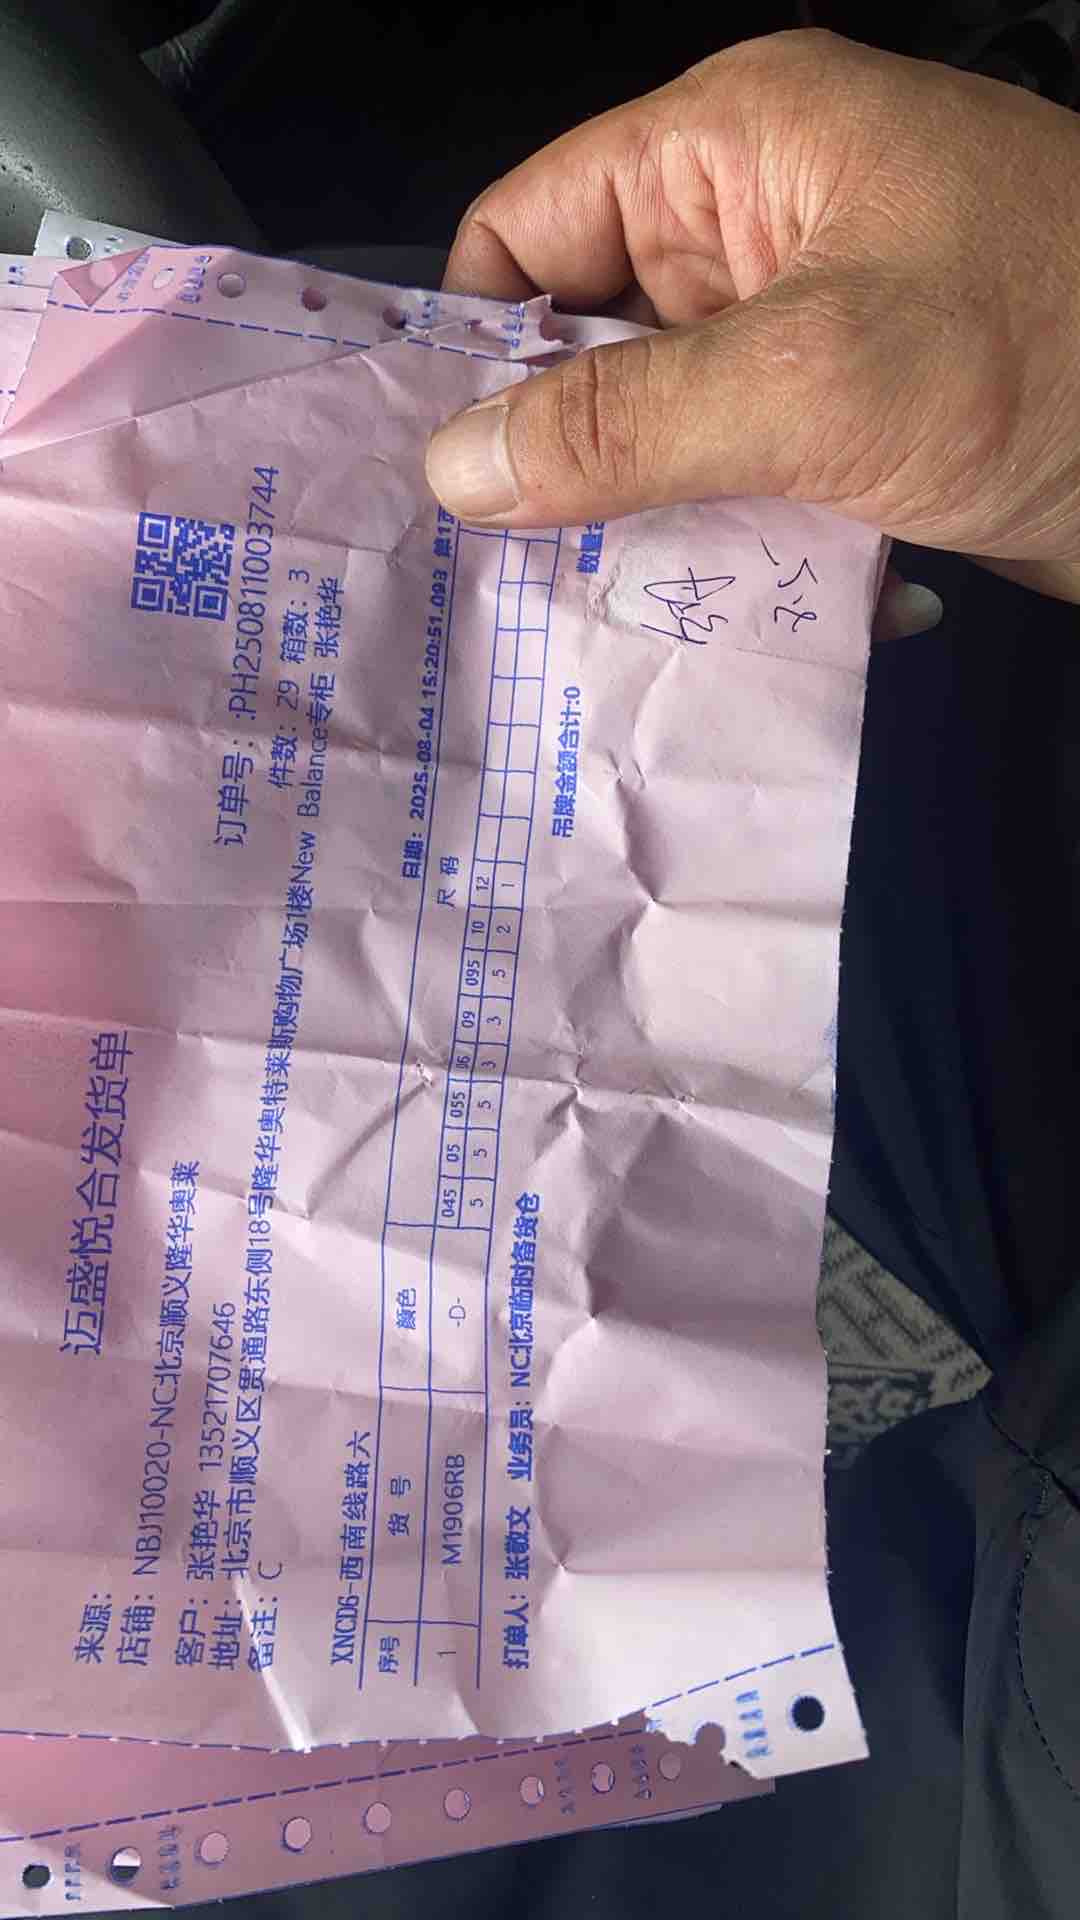 迈盛悦合发货单
来源：
店铺：NBJ10020-NC北京顺义隆华奥莱
订单号：:PH2508110037​44
客户：张艳华 13521707646
件数：29 箱数：3
地址：北京市顺义区贯通路东侧18号隆华奥特莱斯购物广场1楼New Balance专柜 张艳华
备注：C
XNCD6-西南线路六
日期：2025-08-04 15:20:51.093 第1页
序号 货号 颜色 尺码
045 05 055 06 09 095 10 12
1 M1906RB -D- 5 5 5 3 3 5 2 1
打单人：张敬文 业务员：NC北京临时备货仓 吊牌金额合计:0